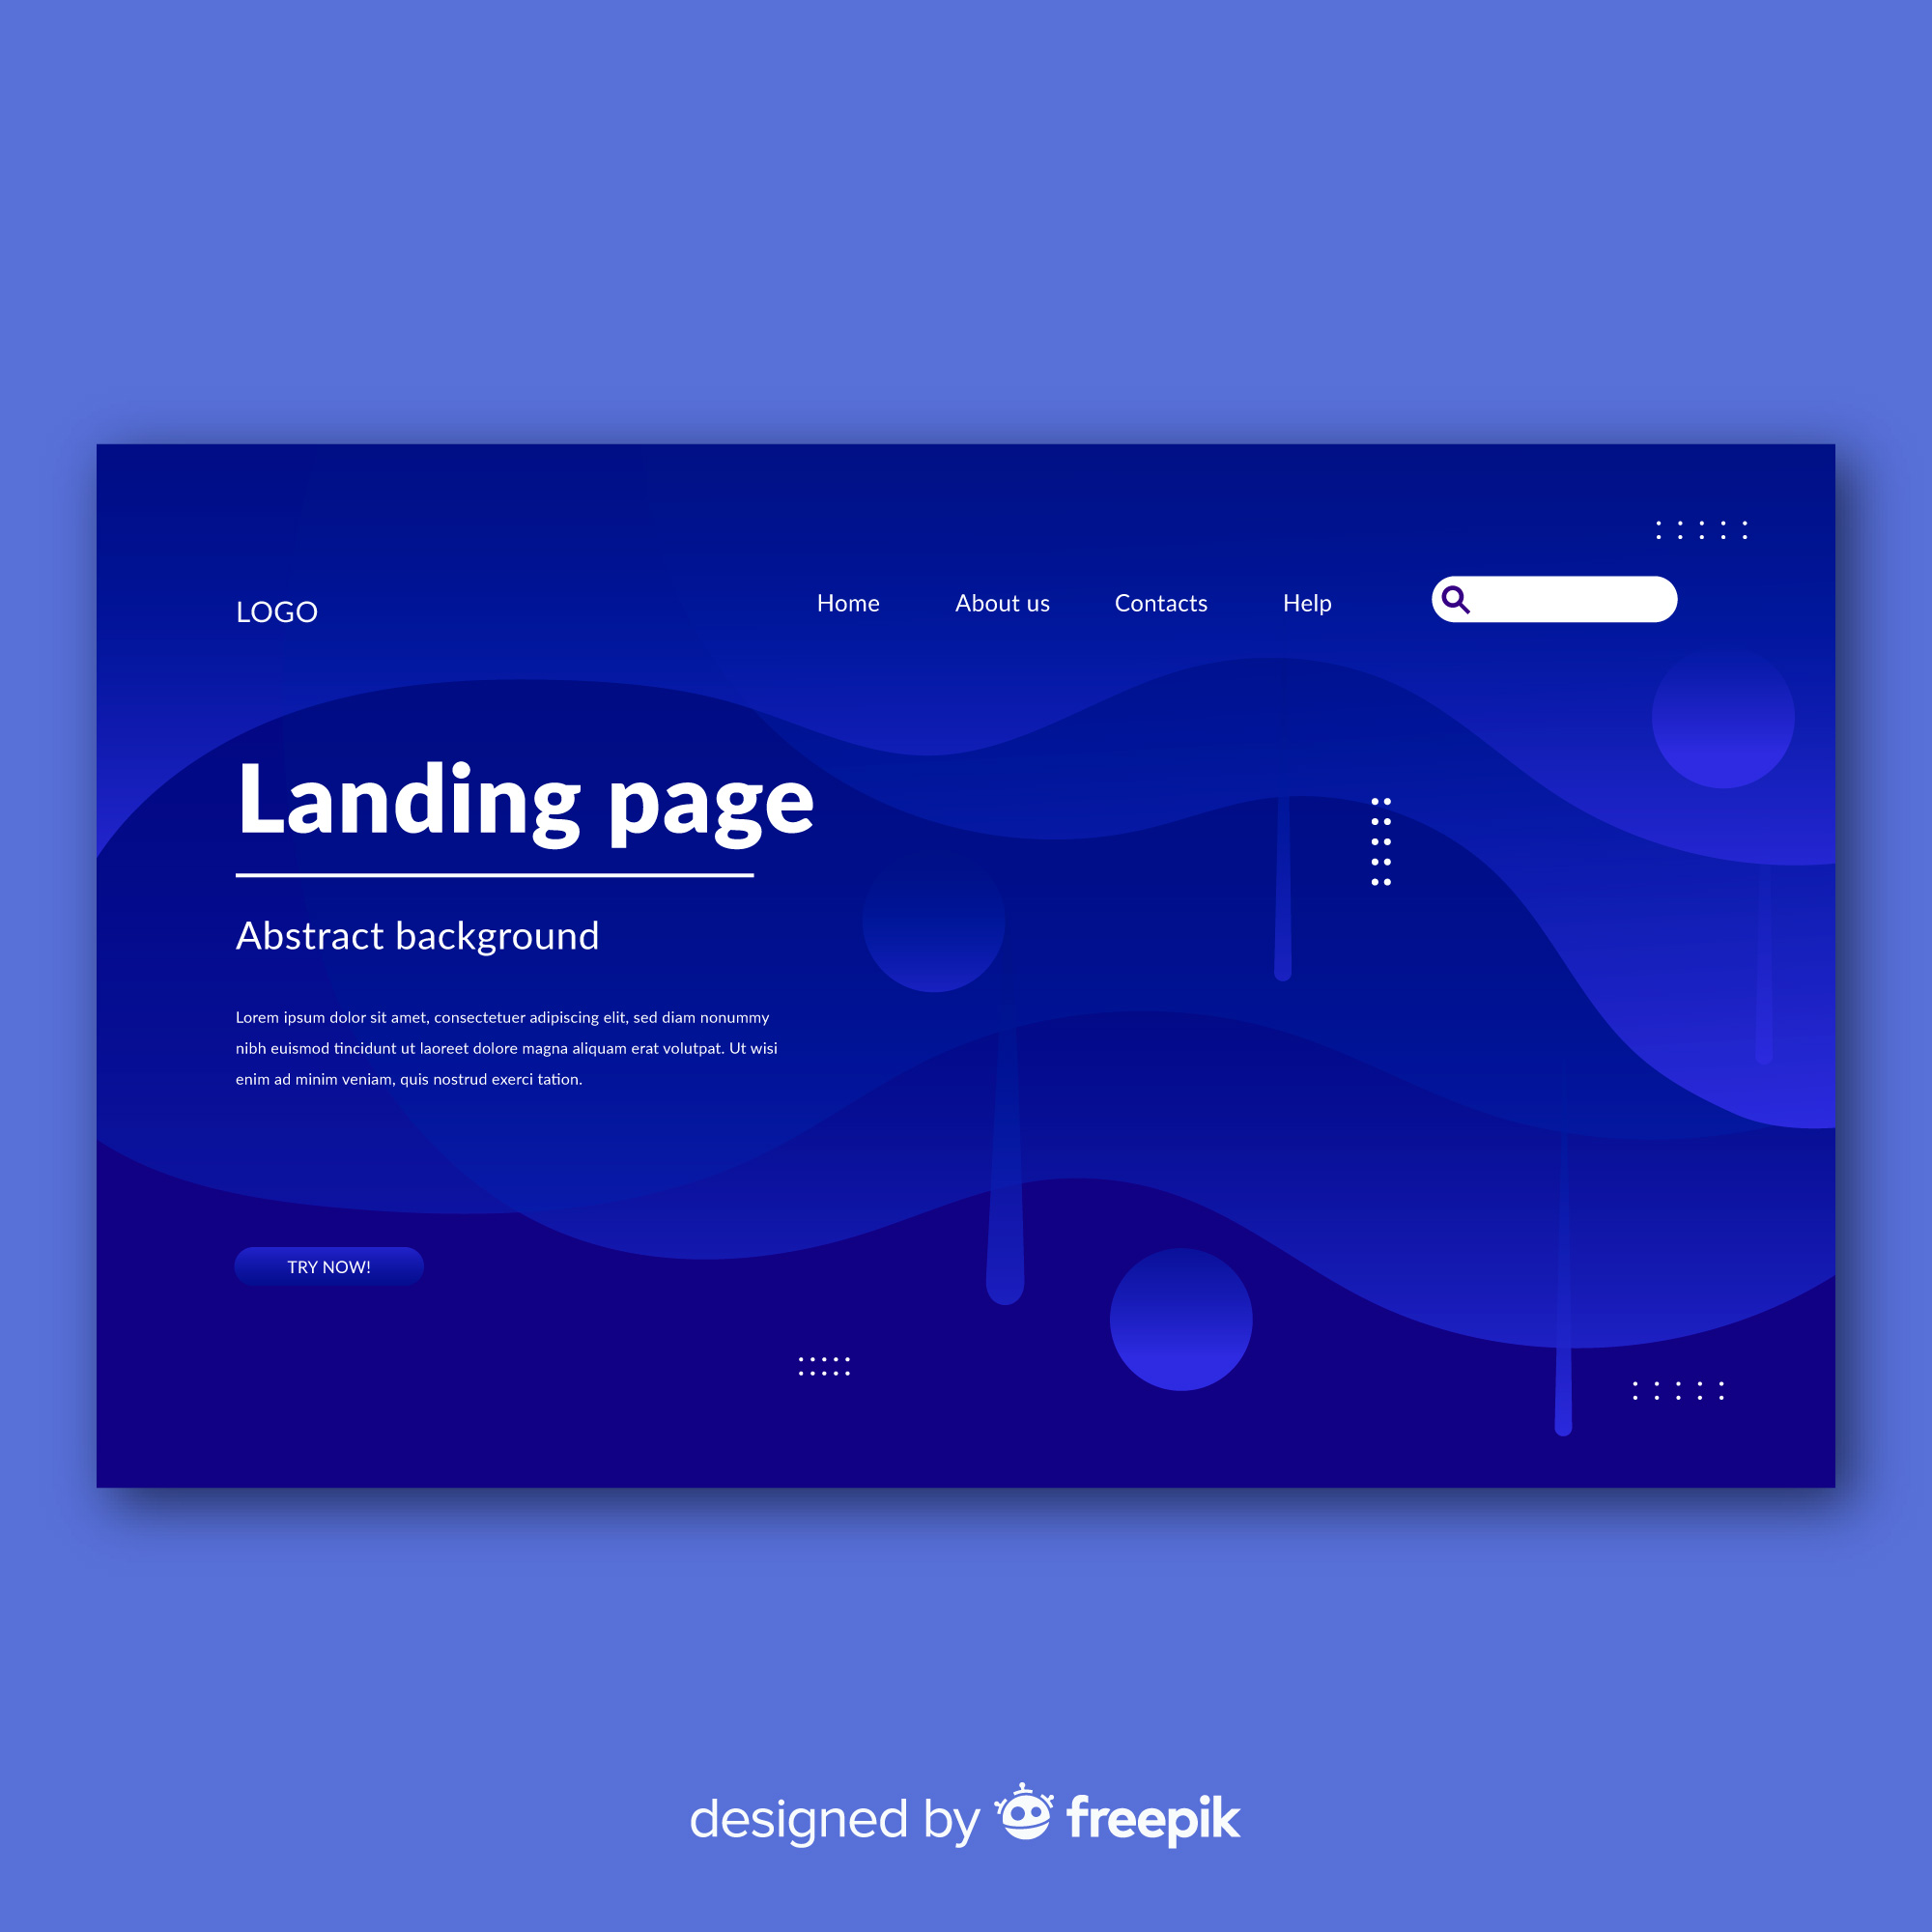 LOGO
Home
About us
Contacts
Help
Landing page
Abstract background
Lorem ipsum dolor sit amet, consectetuer adipiscing elit, sed diam nonummy
nibh euismod tincidunt ut laoreet dolore magna aliquam erat volutpat. Ut wisi
enim ad minim veniam, quis nostrud exerci tation.
TRY NOW!
designed by freepik